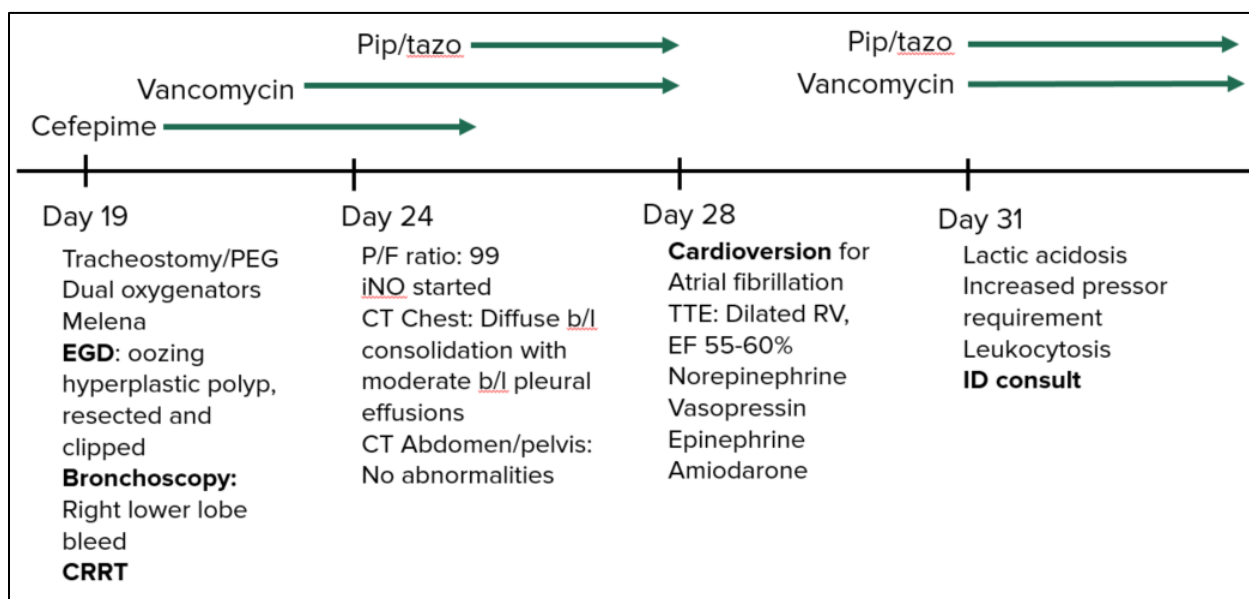 Pip/tazo
Pip/tazo
Vancomycin
Vancomycin
Cefepime
Day 19
Tracheostomy/PEG
Dual oxygenators
Melena
EGD: oozing
hyperplastic polyp,
resected and
clipped
Bronchoscopy:
Right lower lobe
bleed
CRRT
Day 24
P/F ratio: 99
iNO started
CT Chest: Diffuse b/l
consolidation with
moderate b/l pleural
effusions
CT Abdomen/pelvis:
No abnormalities
Day 28
Cardioversion for
Atrial fibrillation
TTE: Dilated RV,
EF 55-60%
Norepinephrine
Vasopressin
Epinephrine
Amiodarone
Day 31
Lactic acidosis
Increased pressor
requirement
Leukocytosis
ID consult